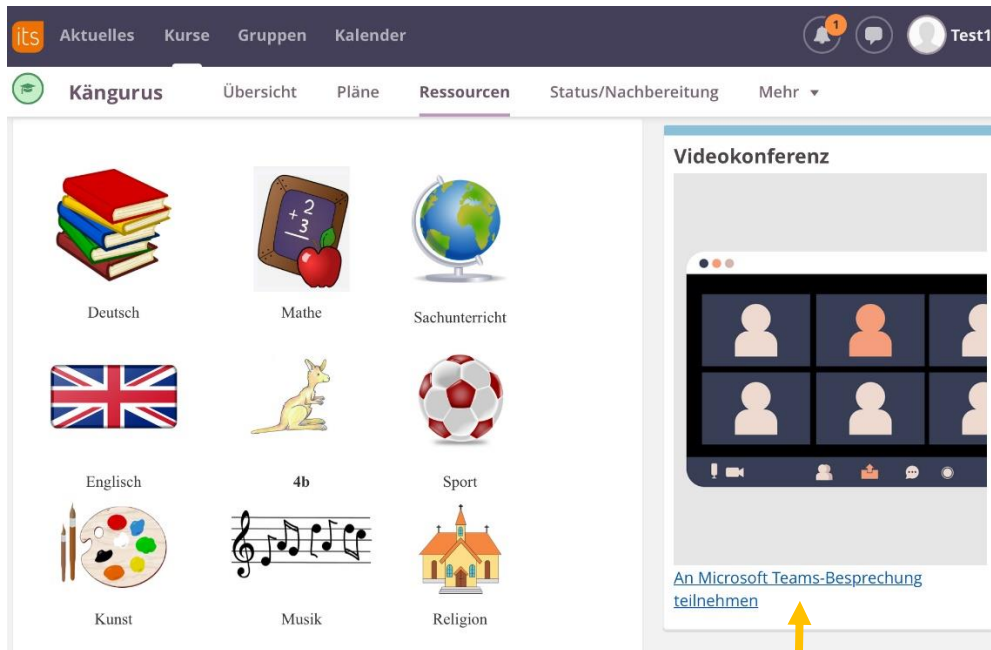 its Aktuelles Kurse Gruppen Kalender 1 Test1
Kängurus Übersicht Pläne Ressourcen Status/Nachbereitung Mehr
Videokonferenz
+ 2
3
Deutsch Mathe Sachunterricht
Englisch 4b Sport
An Microsoft Teams-Besprechung
teilnehmen
Kunst Musik Religion